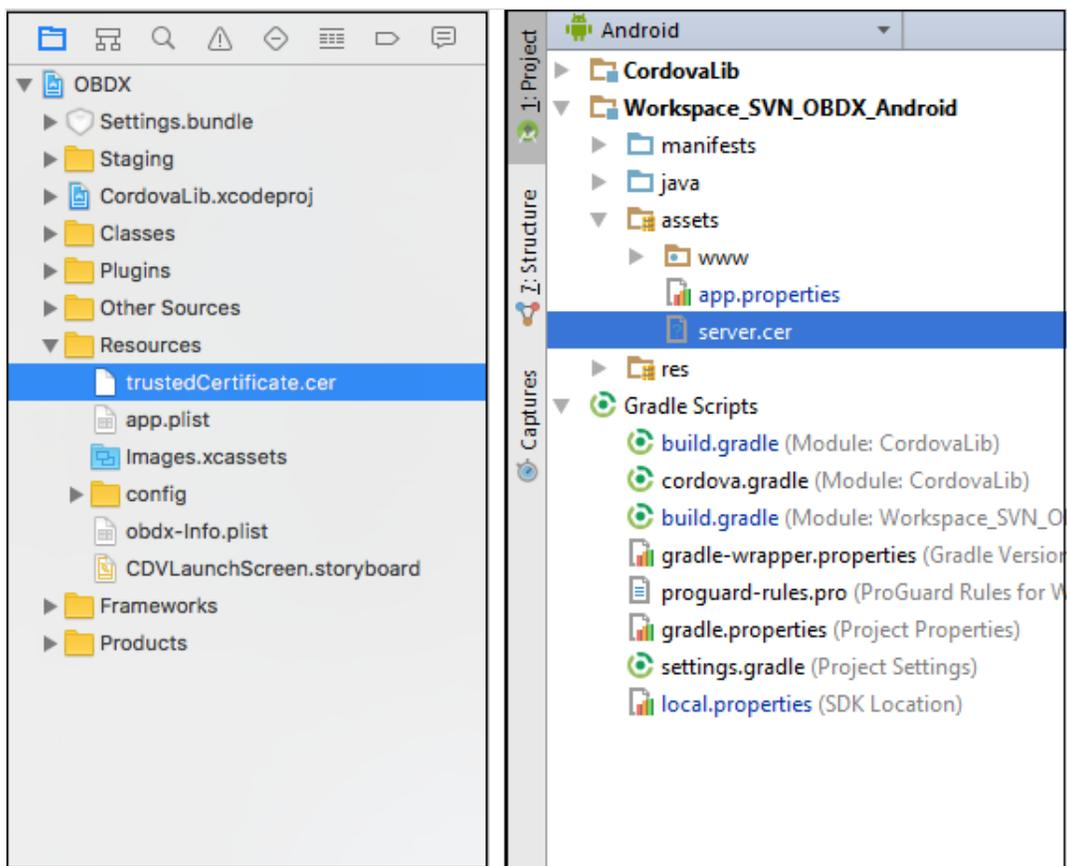 OBDX
Settings.bundle
Staging
CordovaLib.xcodeproj
Classes
Plugins
Other Sources
Resources
trustedCertificate.cer
app.plist
Images.xcassets
config
obdx-Info.plist
CDVLaunchScreen.storyboard
Frameworks
Products
1: Project
7: Structure
Captures
Android
CordovaLib
Workspace_SVN_OBDX_Android
manifests
java
assets
www
app.properties
server.cer
res
Gradle Scripts
build.gradle (Module: CordovaLib)
cordova.gradle (Module: CordovaLib)
build.gradle (Module: Workspace_SVN_O
gradle-wrapper.properties (Gradle Version
proguard-rules.pro (ProGuard Rules for W
gradle.properties (Project Properties)
settings.gradle (Project Settings)
local.properties (SDK Location)